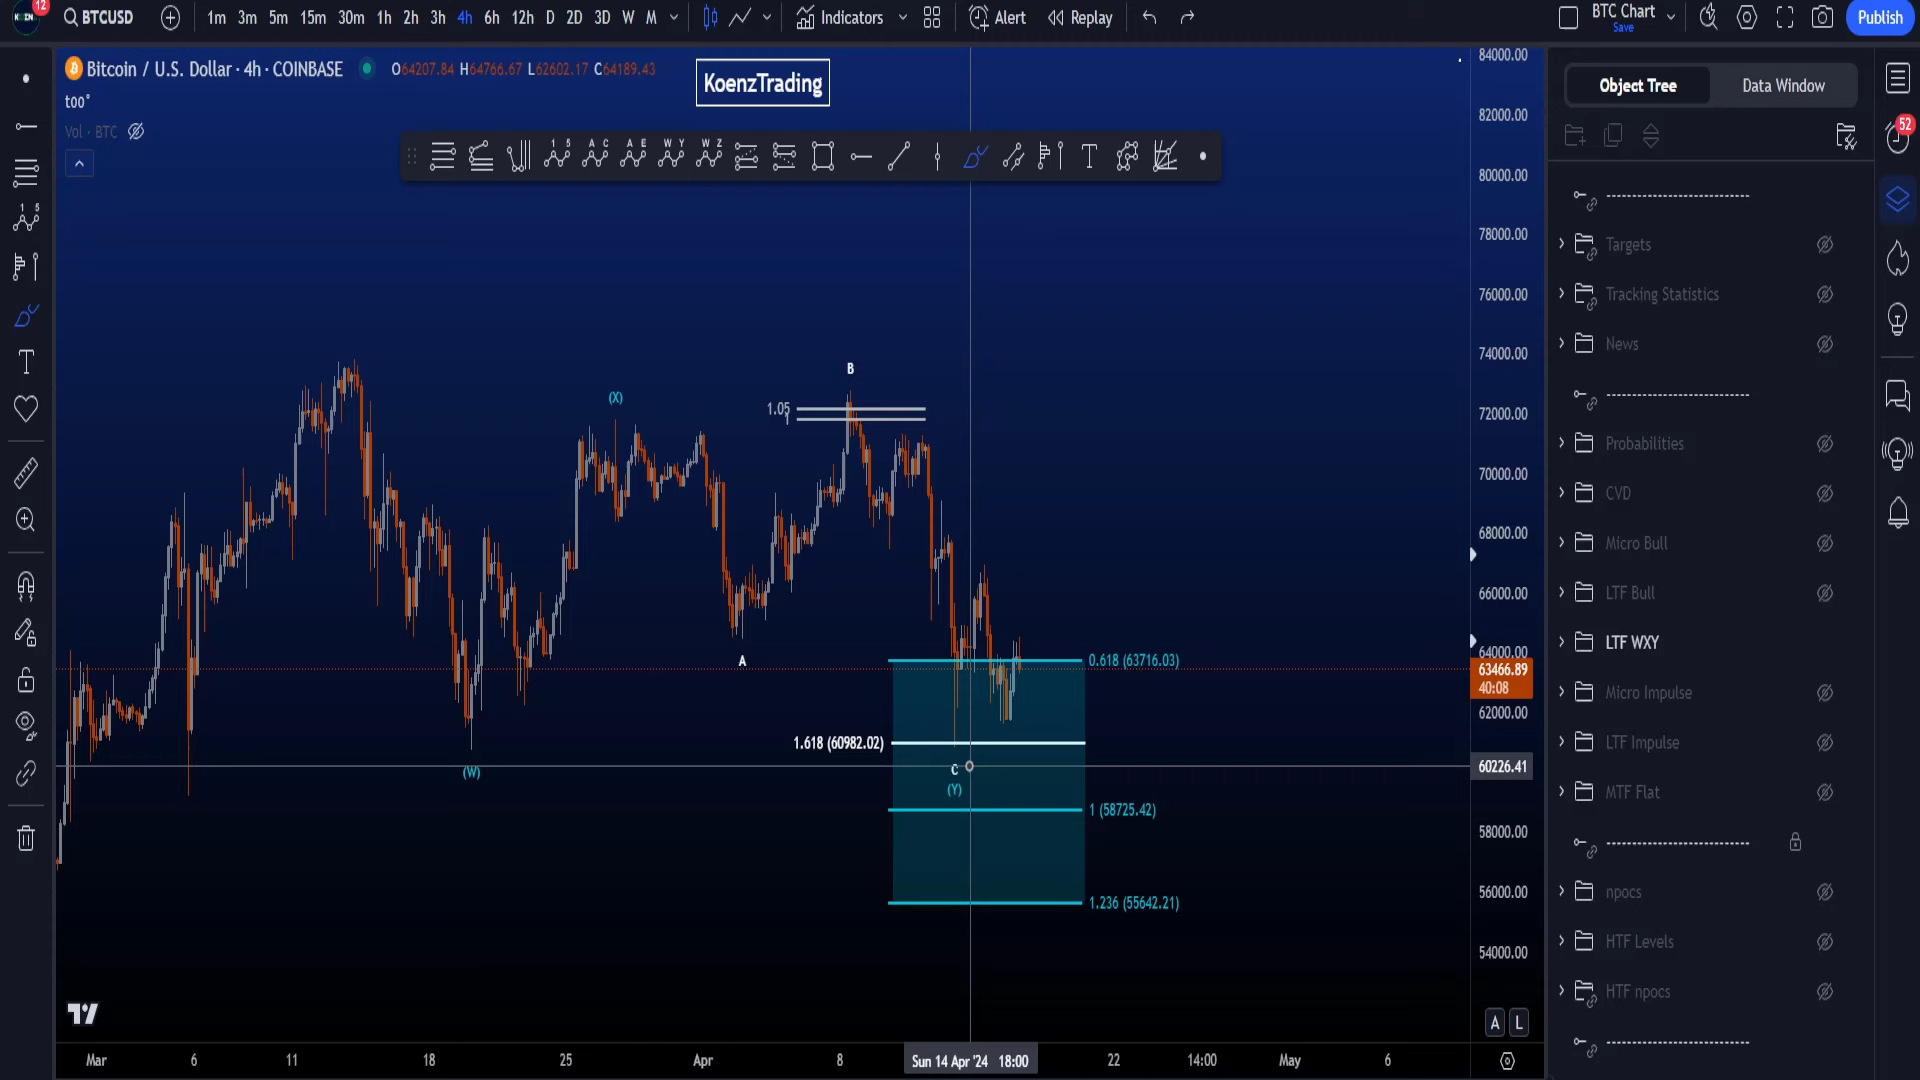 12
BTCUSD
1m 3m 5m 15m 30m 1h 2h 3h 4h 6h 12h D 2D 3D W M
Indicators
Alert
Replay
BTC Chart
Save
Publish
Bitcoin / U.S. Dollar · 4h · COINBASE
O64207.84 H64766.67 L62602.17 C64189.43
KoenzTrading
too°
Vol · BTC
Object Tree
Data Window
52
84000.00
82000.00
80000.00
78000.00
76000.00
74000.00
72000.00
70000.00
68000.00
66000.00
64000.00
63466.89
40:08
62000.00
60226.41
58000.00
56000.00
54000.00
B
(X)
1.05
1
A
0.618 (63716.03)
1.618 (60982.02)
(W)
C
(Y)
1 (58725.42)
1.236 (55642.21)
Targets
Tracking Statistics
News
Probabilities
CVD
Micro Bull
LTF Bull
LTF WXY
Micro Impulse
LTF Impulse
MTF Flat
npocs
HTF Levels
HTF npocs
A L
Mar 6 11 18 25 Apr 8 Sun 14 Apr '24 18:00 22 14:00 May 6